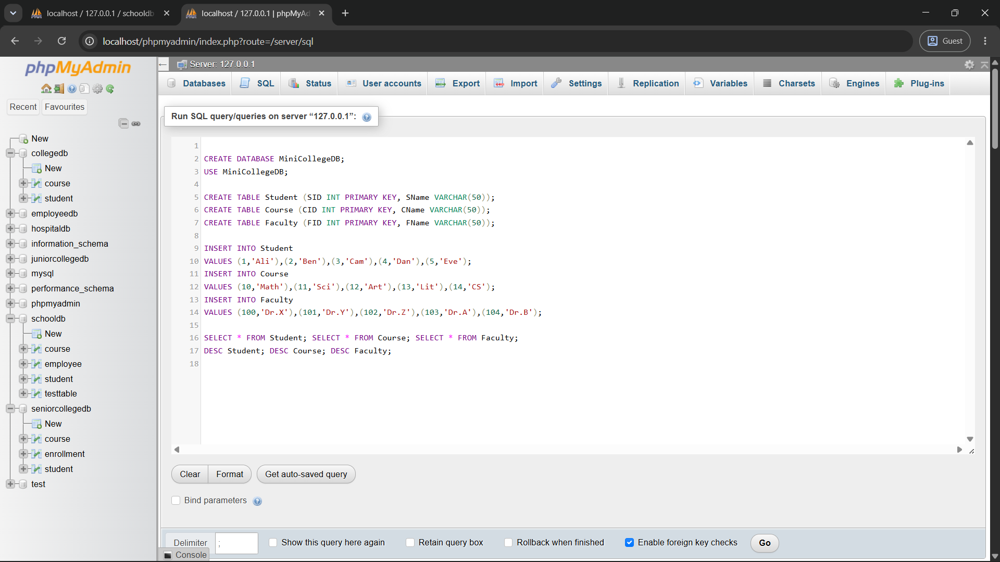 localhost / 127.0.0.1 / schooldb
localhost / 127.0.0.1 | phpMyAd
localhost/phpmyadmin/index.php?route=/server/sql
Guest
phpMyAdmin
Recent
Favourites
New
collegedb
New
course
student
employeedb
hospitaldb
information_schema
juniorcollegedb
mysql
performance_schema
phpmyadmin
schooldb
New
course
employee
student
testtable
seniorcollegedb
New
course
enrollment
student
test
Server: 127.0.0.1
Databases
SQL
Status
User accounts
Export
Import
Settings
Replication
Variables
Charsets
Engines
Plug-ins
Run SQL query/queries on server “127.0.0.1”:
1
2 CREATE DATABASE MiniCollegeDB;
3 USE MiniCollegeDB;
4
5 CREATE TABLE Student (SID INT PRIMARY KEY, SName VARCHAR(50));
6 CREATE TABLE Course (CID INT PRIMARY KEY, CName VARCHAR(50));
7 CREATE TABLE Faculty (FID INT PRIMARY KEY, FName VARCHAR(50));
8
9 INSERT INTO Student
10 VALUES (1,'Ali'),(2,'Ben'),(3,'Cam'),(4,'Dan'),(5,'Eve');
11 INSERT INTO Course
12 VALUES (10,'Math'),(11,'Sci'),(12,'Art'),(13,'Lit'),(14,'CS');
13 INSERT INTO Faculty
14 VALUES (100,'Dr.X'),(101,'Dr.Y'),(102,'Dr.Z'),(103,'Dr.A'),(104,'Dr.B');
15
16 SELECT * FROM Student; SELECT * FROM Course; SELECT * FROM Faculty;
17 DESC Student; DESC Course; DESC Faculty;
18
Clear
Format
Get auto-saved query
Bind parameters
Delimiter
;
Show this query here again
Retain query box
Rollback when finished
Enable foreign key checks
Go
Console